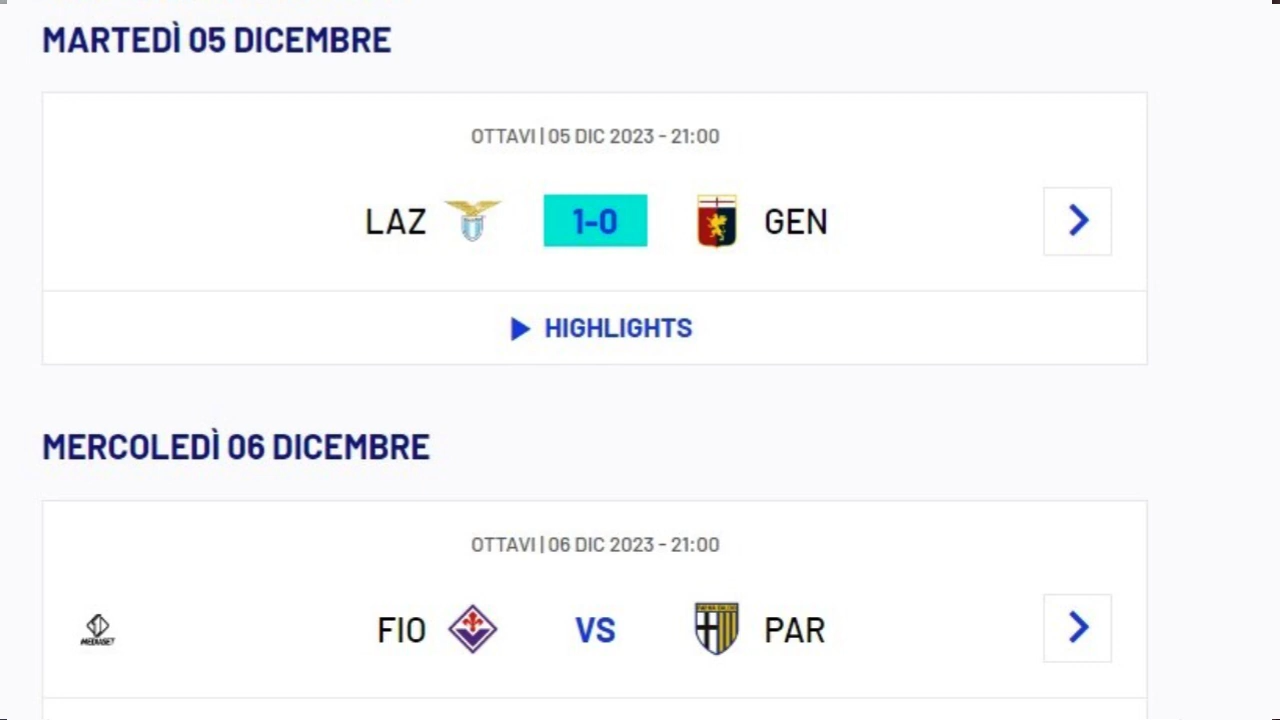 MARTEDÌ 05 DICEMBRE
OTTAVI | 05 DIC 2023 - 21:00
LAZ 1-0 GEN
HIGHLIGHTS
MERCOLEDÌ 06 DICEMBRE
OTTAVI | 06 DIC 2023 - 21:00
MEDIASET FIO VS PAR